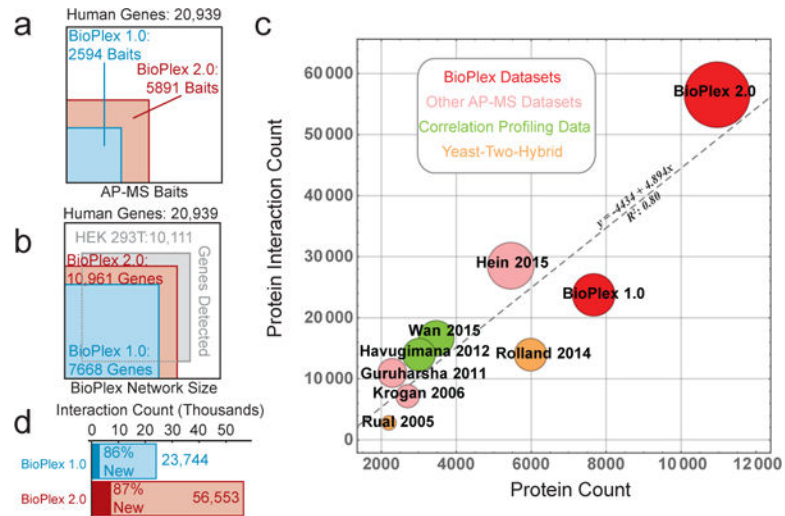 a
Human Genes: 20,939
BioPlex 1.0:
2594 Baits
BioPlex 2.0:
5891 Baits
AP-MS Baits
b
Human Genes: 20,939
HEK 293T:10,111
Genes Detected
BioPlex 2.0:
10,961 Genes
BioPlex 1.0:
7668 Genes
BioPlex Network Size
c
Protein Interaction Count
60 000
50 000
40 000
30 000
20 000
10 000
0
BioPlex Datasets
Other AP-MS Datasets
Correlation Profiling Data
Yeast-Two-Hybrid
BioPlex 2.0
y = -4434 + 4.894x
R²: 0.80
Hein 2015
BioPlex 1.0
Wan 2015
Havugimana 2012
Rolland 2014
Guruharsha 2011
Krogan 2006
Rual 2005
2000 4000 6000 8000 10 000 12 000
Protein Count
d
Interaction Count (Thousands)
0 10 20 30 40 50
BioPlex 1.0
86%
New
23,744
BioPlex 2.0
87%
New
56,553